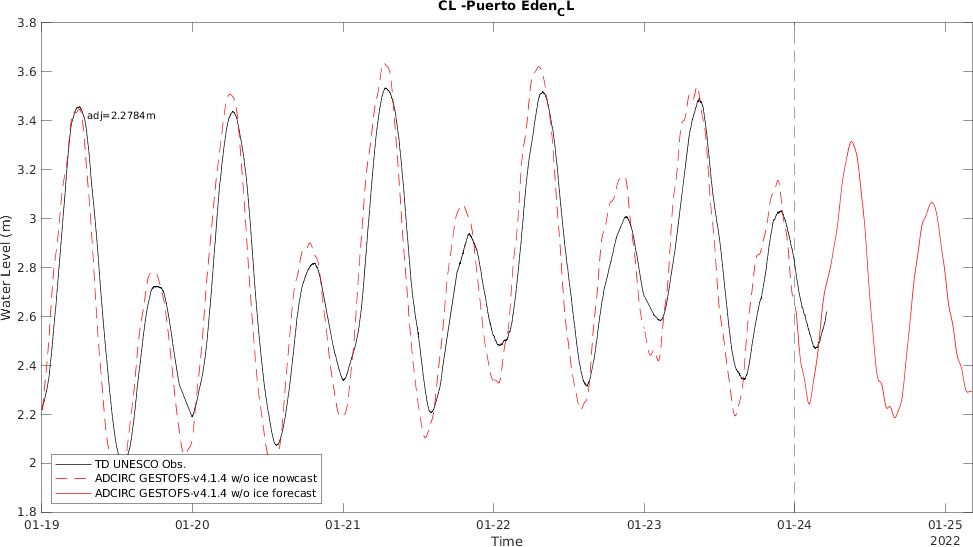 CL -Puerto Eden_CL
3.8
3.6
3.4
3.2
3
2.8
2.6
2.4
2.2
2
1.8
Water Level (m)
adj=2.2784m
TD UNESCO Obs.
ADCIRC GESTOFS-v4.1.4 w/o ice nowcast
ADCIRC GESTOFS-v4.1.4 w/o ice forecast
01-19 01-20 01-21 01-22 01-23 01-24 01-25
Time 2022